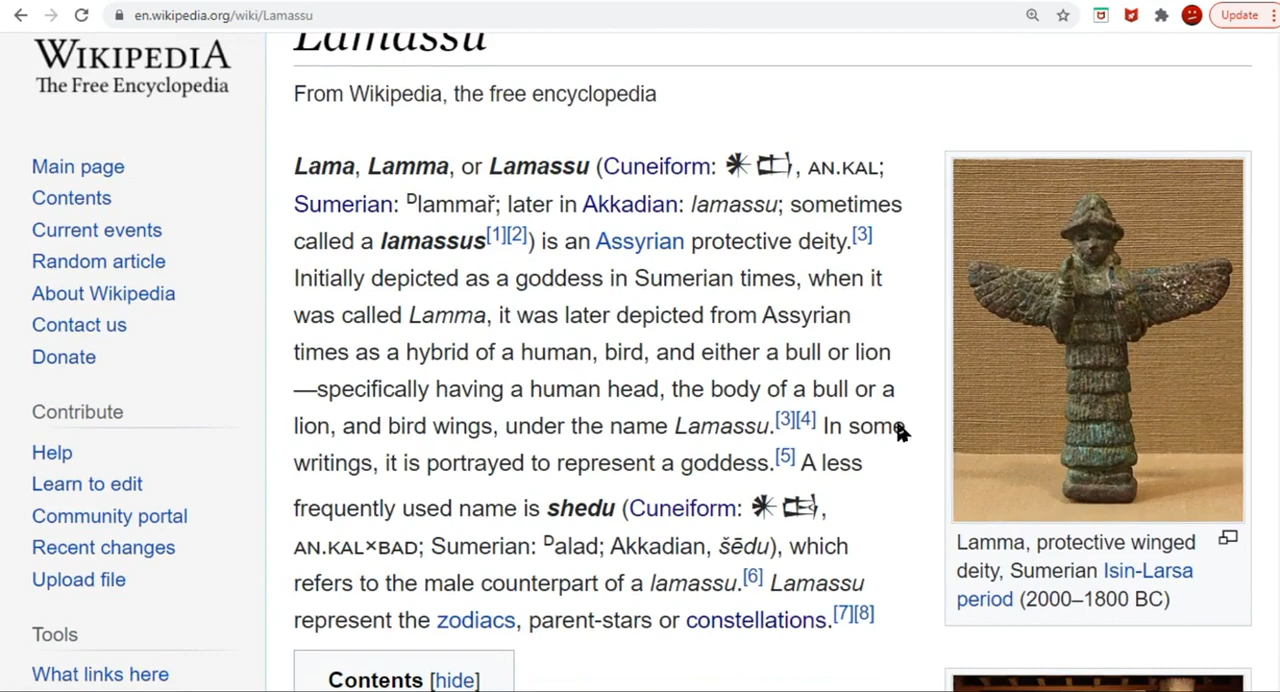 en.wikipedia.org/wiki/Lamassu
Update
Lamassu
WIKIPEDIA
The Free Encyclopedia
From Wikipedia, the free encyclopedia
Main page
Contents
Current events
Random article
About Wikipedia
Contact us
Donate
Contribute
Help
Learn to edit
Community portal
Recent changes
Upload file
Tools
What links here
Lama, Lamma, or Lamassu (Cuneiform: 𒀭𒆗, AN.KAL;
Sumerian: Dlammař; later in Akkadian: lamassu; sometimes
called a lamassus[1][2]) is an Assyrian protective deity.[3]
Initially depicted as a goddess in Sumerian times, when it
was called Lamma, it was later depicted from Assyrian
times as a hybrid of a human, bird, and either a bull or lion
—specifically having a human head, the body of a bull or a
lion, and bird wings, under the name Lamassu.[3][4] In some
writings, it is portrayed to represent a goddess.[5] A less
frequently used name is shedu (Cuneiform: 𒀭𒆘,
AN.KAL×BAD; Sumerian: Dalad; Akkadian, šēdu), which
refers to the male counterpart of a lamassu.[6] Lamassu
represent the zodiacs, parent-stars or constellations.[7][8]
Contents [hide]
Lamma, protective winged
deity, Sumerian Isin-Larsa
period (2000–1800 BC)